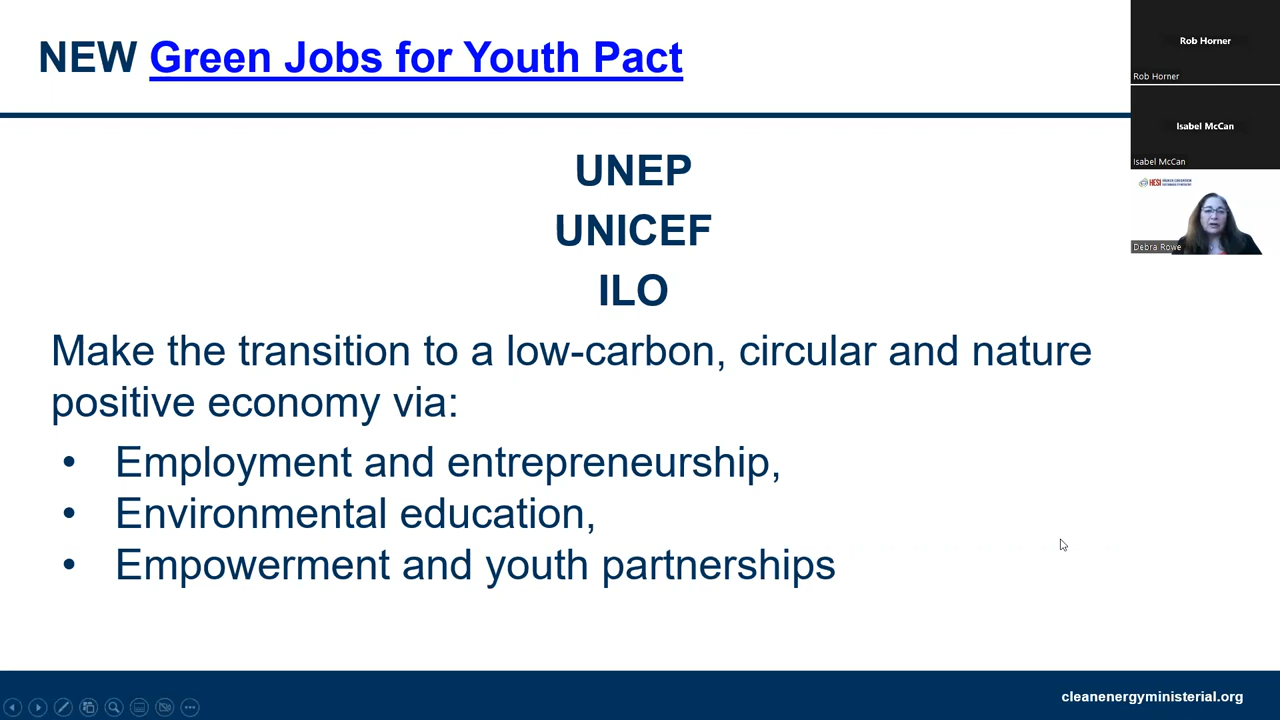 NEW Green Jobs for Youth Pact
UNEP
UNICEF
ILO
Make the transition to a low-carbon, circular and nature
positive economy via:
• Employment and entrepreneurship,
• Environmental education,
• Empowerment and youth partnerships
cleanenergyministerial.org
Rob Horner
Rob Horner
Isabel McCan
Isabel McCan
HESI
Debra Rowe